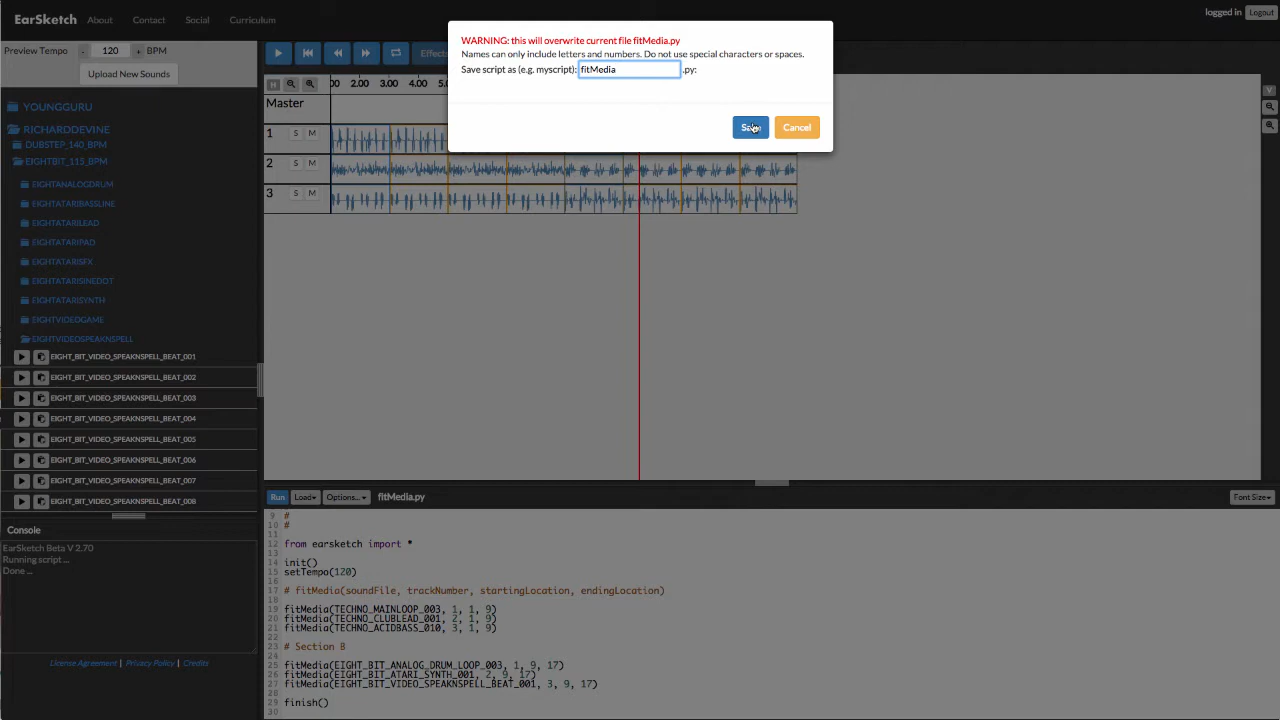 EarSketch About Contact Social Curriculum logged in Logout
WARNING: this will overwrite current file fitMedia.py
Names can only include letters and numbers. Do not use special characters or spaces.
Save script as (e.g. myscript): fitMedia .py:
Save Cancel
Preview Tempo - 120 + BPM
Upload New Sounds
YOUNGGURU
RICHARDDEVINE
DUBSTEP_140_BPM
EIGHTBIT_115_BPM
EIGHTANALOGDRUM
EIGHTATARIBASSLINE
EIGHTATARILEAD
EIGHTATARIPAD
EIGHTATARISFX
EIGHTATARISINEDOT
EIGHTATARISYNTH
EIGHTVIDEOGAME
EIGHTVIDEOSPEAKNSPELL
EIGHT_BIT_VIDEO_SPEAKNSPELL_BEAT_001
EIGHT_BIT_VIDEO_SPEAKNSPELL_BEAT_002
EIGHT_BIT_VIDEO_SPEAKNSPELL_BEAT_003
EIGHT_BIT_VIDEO_SPEAKNSPELL_BEAT_004
EIGHT_BIT_VIDEO_SPEAKNSPELL_BEAT_005
EIGHT_BIT_VIDEO_SPEAKNSPELL_BEAT_006
EIGHT_BIT_VIDEO_SPEAKNSPELL_BEAT_007
EIGHT_BIT_VIDEO_SPEAKNSPELL_BEAT_008
Console
EarSketch Beta V 2.70
Running script ...
Done ...
License Agreement | Privacy Policy | Credits
Effects
2.00 3.00 4.00
Master
1 S M
2 S M
3 S M
Run Load Options... fitMedia.py Font Size
9 #
10 #
11
12 from earsketch import *
13
14 init()
15 setTempo(120)
16
17 # fitMedia(soundFile, trackNumber, startingLocation, endingLocation)
18
19 fitMedia(TECHNO_MAINLOOP_003, 1, 1, 9)
20 fitMedia(TECHNO_CLUBLEAD_001, 2, 1, 9)
21 fitMedia(TECHNO_ACIDBASS_010, 3, 1, 9)
22
23 # Section B
24
25 fitMedia(EIGHT_BIT_ANALOG_DRUM_LOOP_003, 1, 9, 17)
26 fitMedia(EIGHT_BIT_ATARI_SYNTH_001, 2, 9, 17)
27 fitMedia(EIGHT_BIT_VIDEO_SPEAKNSPELL_BEAT_001, 3, 9, 17)
28
29 finish()
30